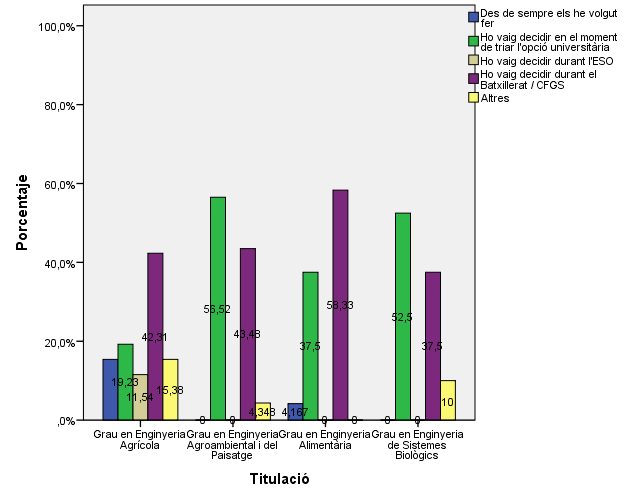 100,0%
80,0%
60,0%
40,0%
20,0%
,0%
Porcentaje
19,23
11,54
42,31
15,38
0
56,52
0
43,48
4,348
4,167
37,5
0
58,33
0
0
52,5
0
37,5
10
Grau en Enginyeria
Agrícola
Grau en Enginyeria
Agroambiental i del
Paisatge
Grau en Enginyeria
Alimentària
Grau en Enginyeria
de Sistemes
Biològics
Titulació
Des de sempre els he volgut
fer
Ho vaig decidir en el moment
de triar l'opció universitària
Ho vaig decidir durant l'ESO
Ho vaig decidir durant el
Batxillerat / CFGS
Altres